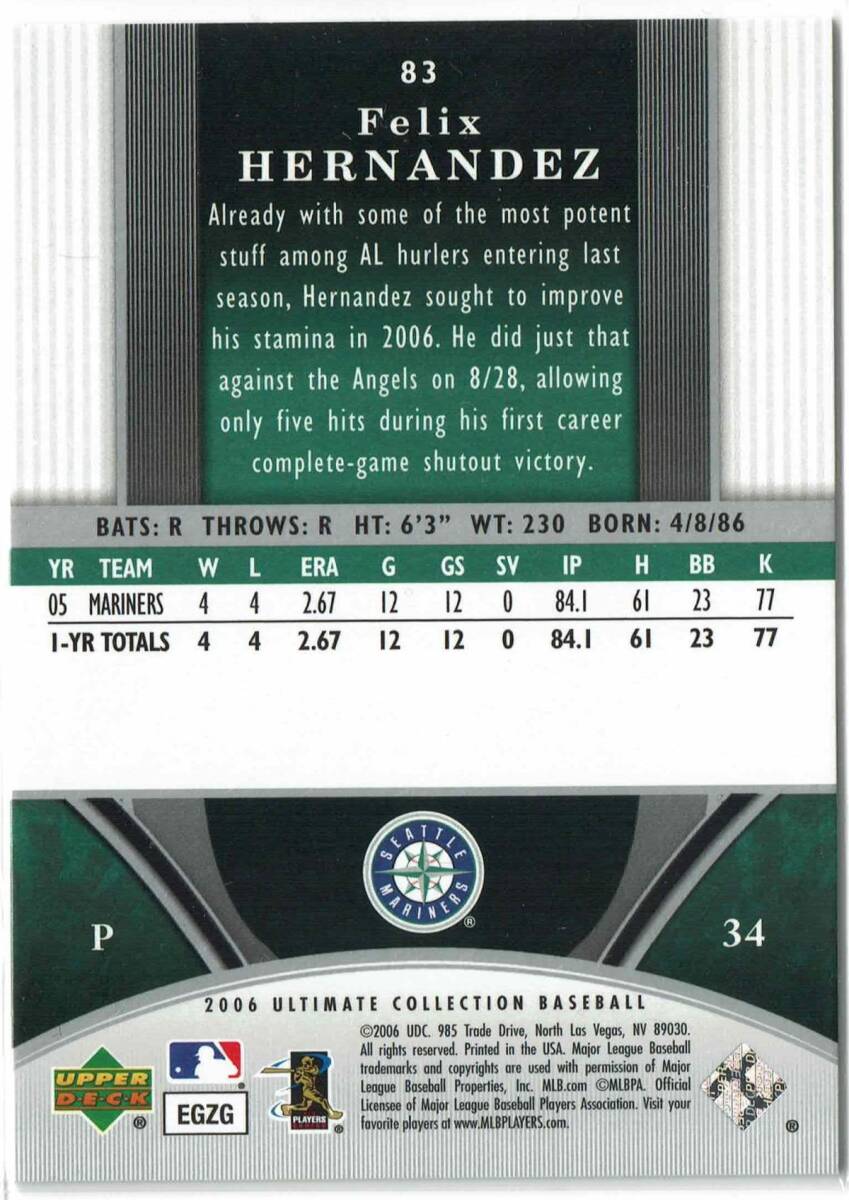 83
Felix
HERNANDEZ
Already with some of the most potent
stuff among AL hurlers entering last
season, Hernandez sought to improve
his stamina in 2006. He did just that
against the Angels on 8/28, allowing
only five hits during his first career
complete-game shutout victory.
BATS: R THROWS: R HT: 6'3" WT: 230 BORN: 4/8/86
YR TEAM W L ERA G GS SV IP H BB K
05 MARINERS 4 4 2.67 12 12 0 84.1 61 23 77
1-YR TOTALS 4 4 2.67 12 12 0 84.1 61 23 77
SEATTLE
MARINERS
®
P
34
2006 ULTIMATE COLLECTION BASEBALL
©2006 UDC. 985 Trade Drive, North Las Vegas, NV 89030.
All rights reserved. Printed in the USA. Major League Baseball
trademarks and copyrights are used with permission of Major
League Baseball Properties, Inc. MLB.com ©MLBPA. Official
Licensee of Major League Baseball Players Association. Visit your
favorite players at www.MLBPLAYERS.com.
UPPER
DECK
®
EGZG
PLAYERS
®
®